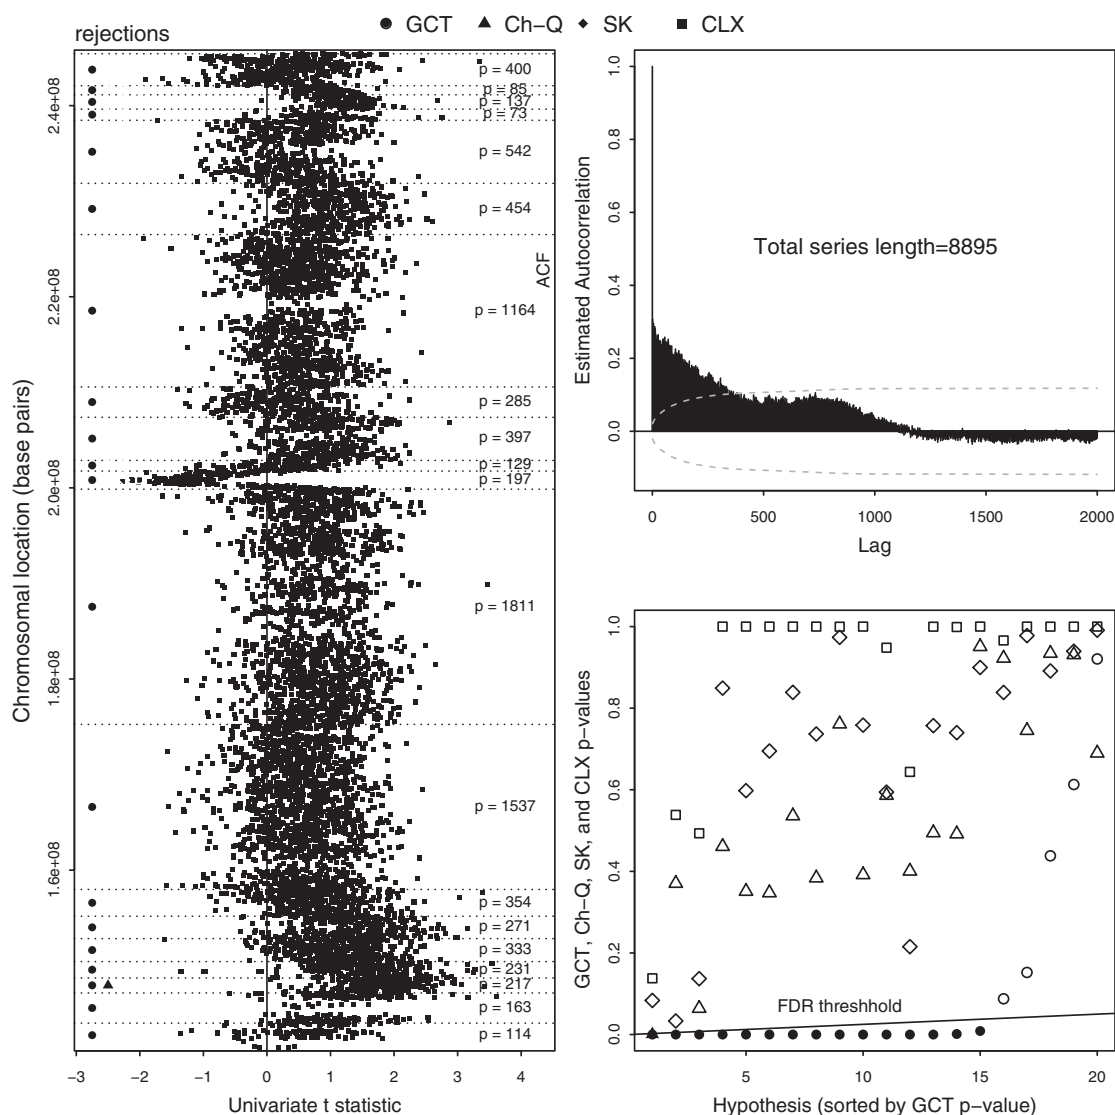 GCT Ch−Q SK CLX
rejections
p = 400
p = 85
p = 137
p = 73
p = 542
p = 454
p = 1164
p = 285
p = 397
p = 129
p = 197
p = 1811
p = 1537
p = 354
p = 271
p = 333
p = 231
p = 217
p = 163
p = 114
2.4e+08
2.2e+08
2.0e+08
1.8e+08
1.6e+08
Chromosomal location (base pairs)
−3 −2 −1 0 1 2 3 4
Univariate t statistic
ACF
Estimated Autocorrelation
1.0
0.8
0.6
0.4
0.2
0.0
Total series length=8895
0 500 1000 1500 2000
Lag
GCT, Ch−Q, SK, and CLX p−values
1.0
0.8
0.6
0.4
0.2
0.0
FDR threshhold
5 10 15 20
Hypothesis (sorted by GCT p−value)